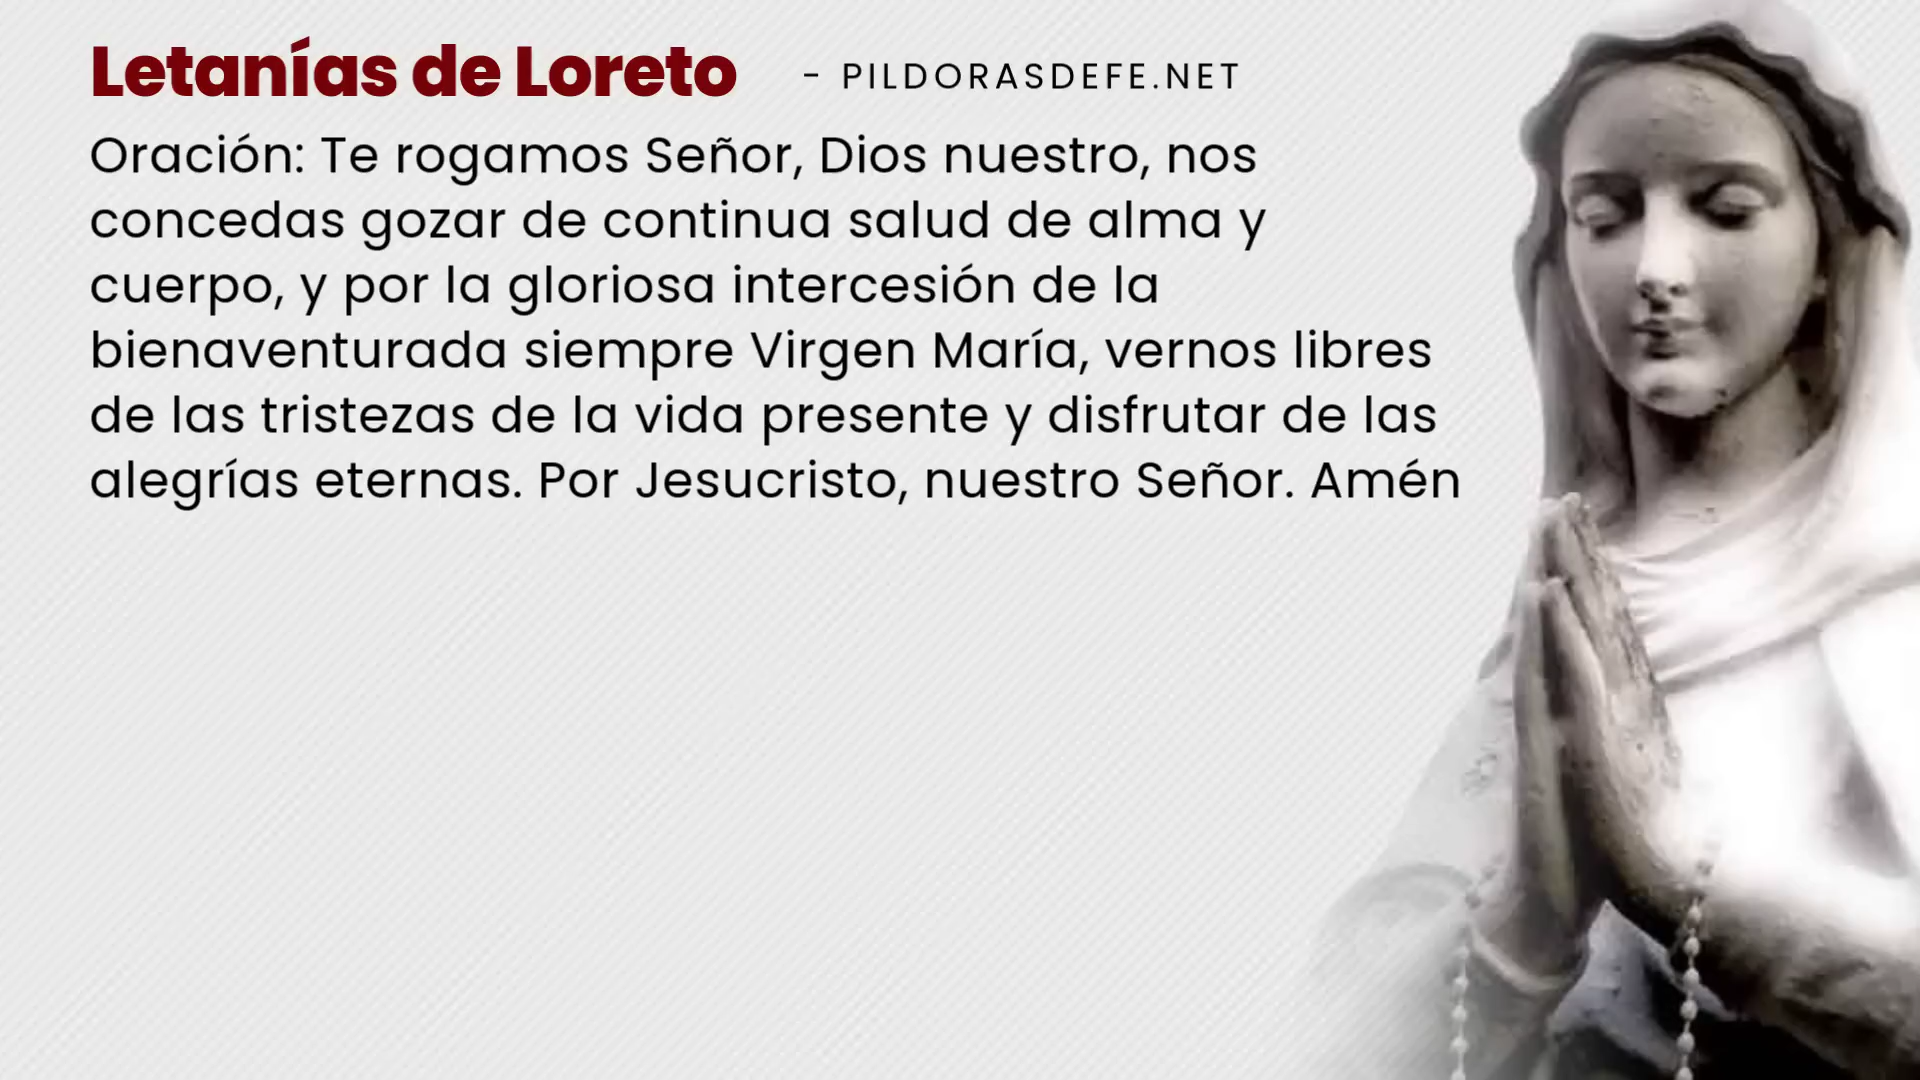 Letanías de Loreto - PILDORASDEFE.NET
Oración: Te rogamos Señor, Dios nuestro, nos
concedas gozar de continua salud de alma y
cuerpo, y por la gloriosa intercesión de la
bienaventurada siempre Virgen María, vernos libres
de las tristezas de la vida presente y disfrutar de las
alegrías eternas. Por Jesucristo, nuestro Señor. Amén